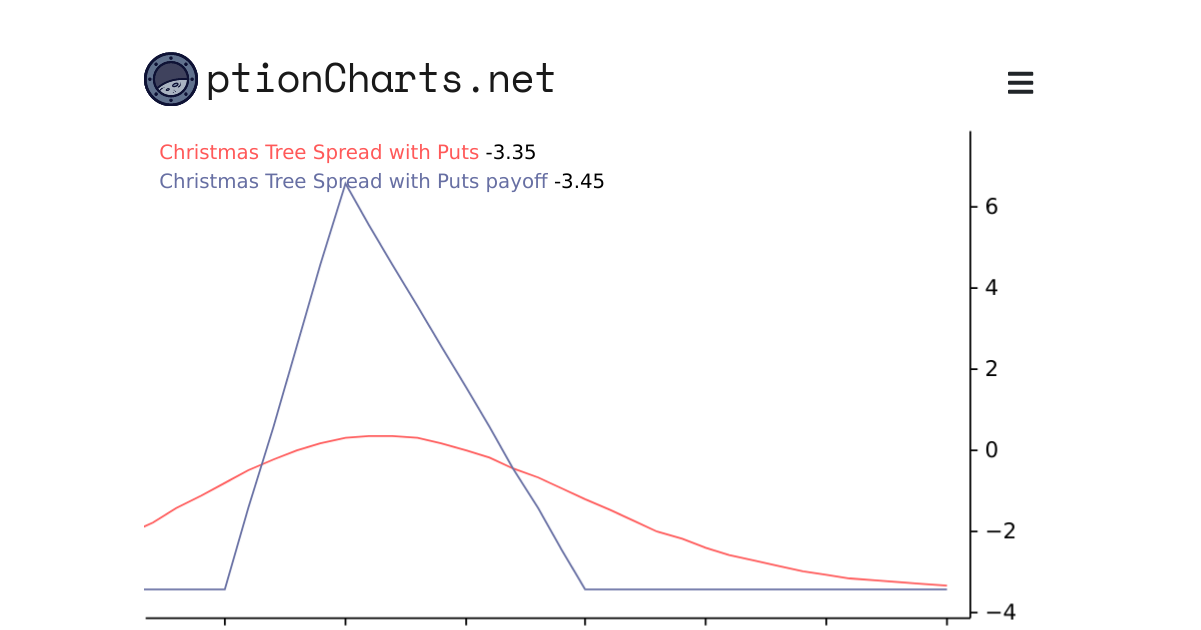 ptionCharts.net
Christmas Tree Spread with Puts -3.35
Christmas Tree Spread with Puts payoff -3.45
6
4
2
0
−2
−4